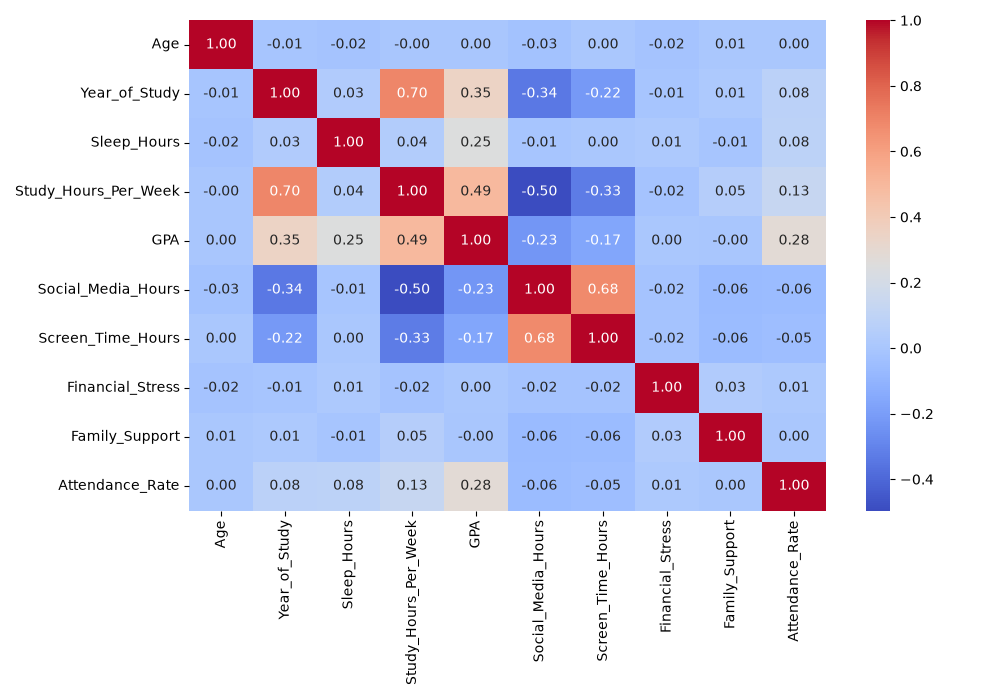 Age 1.00 -0.01 -0.02 -0.00 0.00 -0.03 0.00 -0.02 0.01 0.00
Year_of_Study -0.01 1.00 0.03 0.70 0.35 -0.34 -0.22 -0.01 0.01 0.08
Sleep_Hours -0.02 0.03 1.00 0.04 0.25 -0.01 0.00 0.01 -0.01 0.08
Study_Hours_Per_Week -0.00 0.70 0.04 1.00 0.49 -0.50 -0.33 -0.02 0.05 0.13
GPA 0.00 0.35 0.25 0.49 1.00 -0.23 -0.17 0.00 -0.00 0.28
Social_Media_Hours -0.03 -0.34 -0.01 -0.50 -0.23 1.00 0.68 -0.02 -0.06 -0.06
Screen_Time_Hours 0.00 -0.22 0.00 -0.33 -0.17 0.68 1.00 -0.02 -0.06 -0.05
Financial_Stress -0.02 -0.01 0.01 -0.02 0.00 -0.02 -0.02 1.00 0.03 0.01
Family_Support 0.01 0.01 -0.01 0.05 -0.00 -0.06 -0.06 0.03 1.00 0.00
Attendance_Rate 0.00 0.08 0.08 0.13 0.28 -0.06 -0.05 0.01 0.00 1.00
Age
Year_of_Study
Sleep_Hours
Study_Hours_Per_Week
GPA
Social_Media_Hours
Screen_Time_Hours
Financial_Stress
Family_Support
Attendance_Rate
1.0
0.8
0.6
0.4
0.2
0.0
−0.2
−0.4